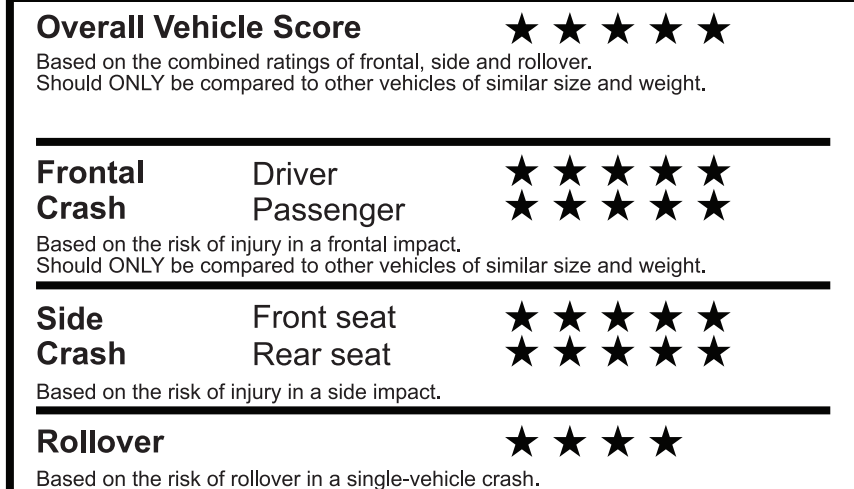 Overall Vehicle Score ★ ★ ★ ★ ★
Based on the combined ratings of frontal, side and rollover.
Should ONLY be compared to other vehicles of similar size and weight.
Frontal Driver ★ ★ ★ ★ ★
Crash Passenger ★ ★ ★ ★ ★
Based on the risk of injury in a frontal impact.
Should ONLY be compared to other vehicles of similar size and weight.
Side Front seat ★ ★ ★ ★ ★
Crash Rear seat ★ ★ ★ ★ ★
Based on the risk of injury in a side impact.
Rollover ★ ★ ★ ★
Based on the risk of rollover in a single-vehicle crash.